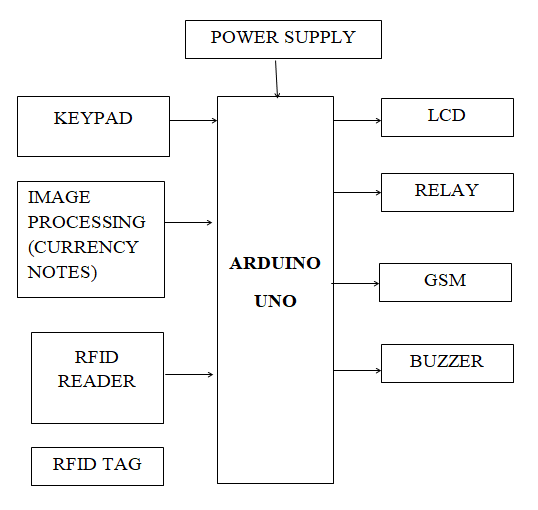 POWER SUPPLY
KEYPAD
IMAGE
PROCESSING
(CURRENCY
NOTES)
RFID
READER
RFID TAG
ARDUINO
UNO
LCD
RELAY
GSM
BUZZER